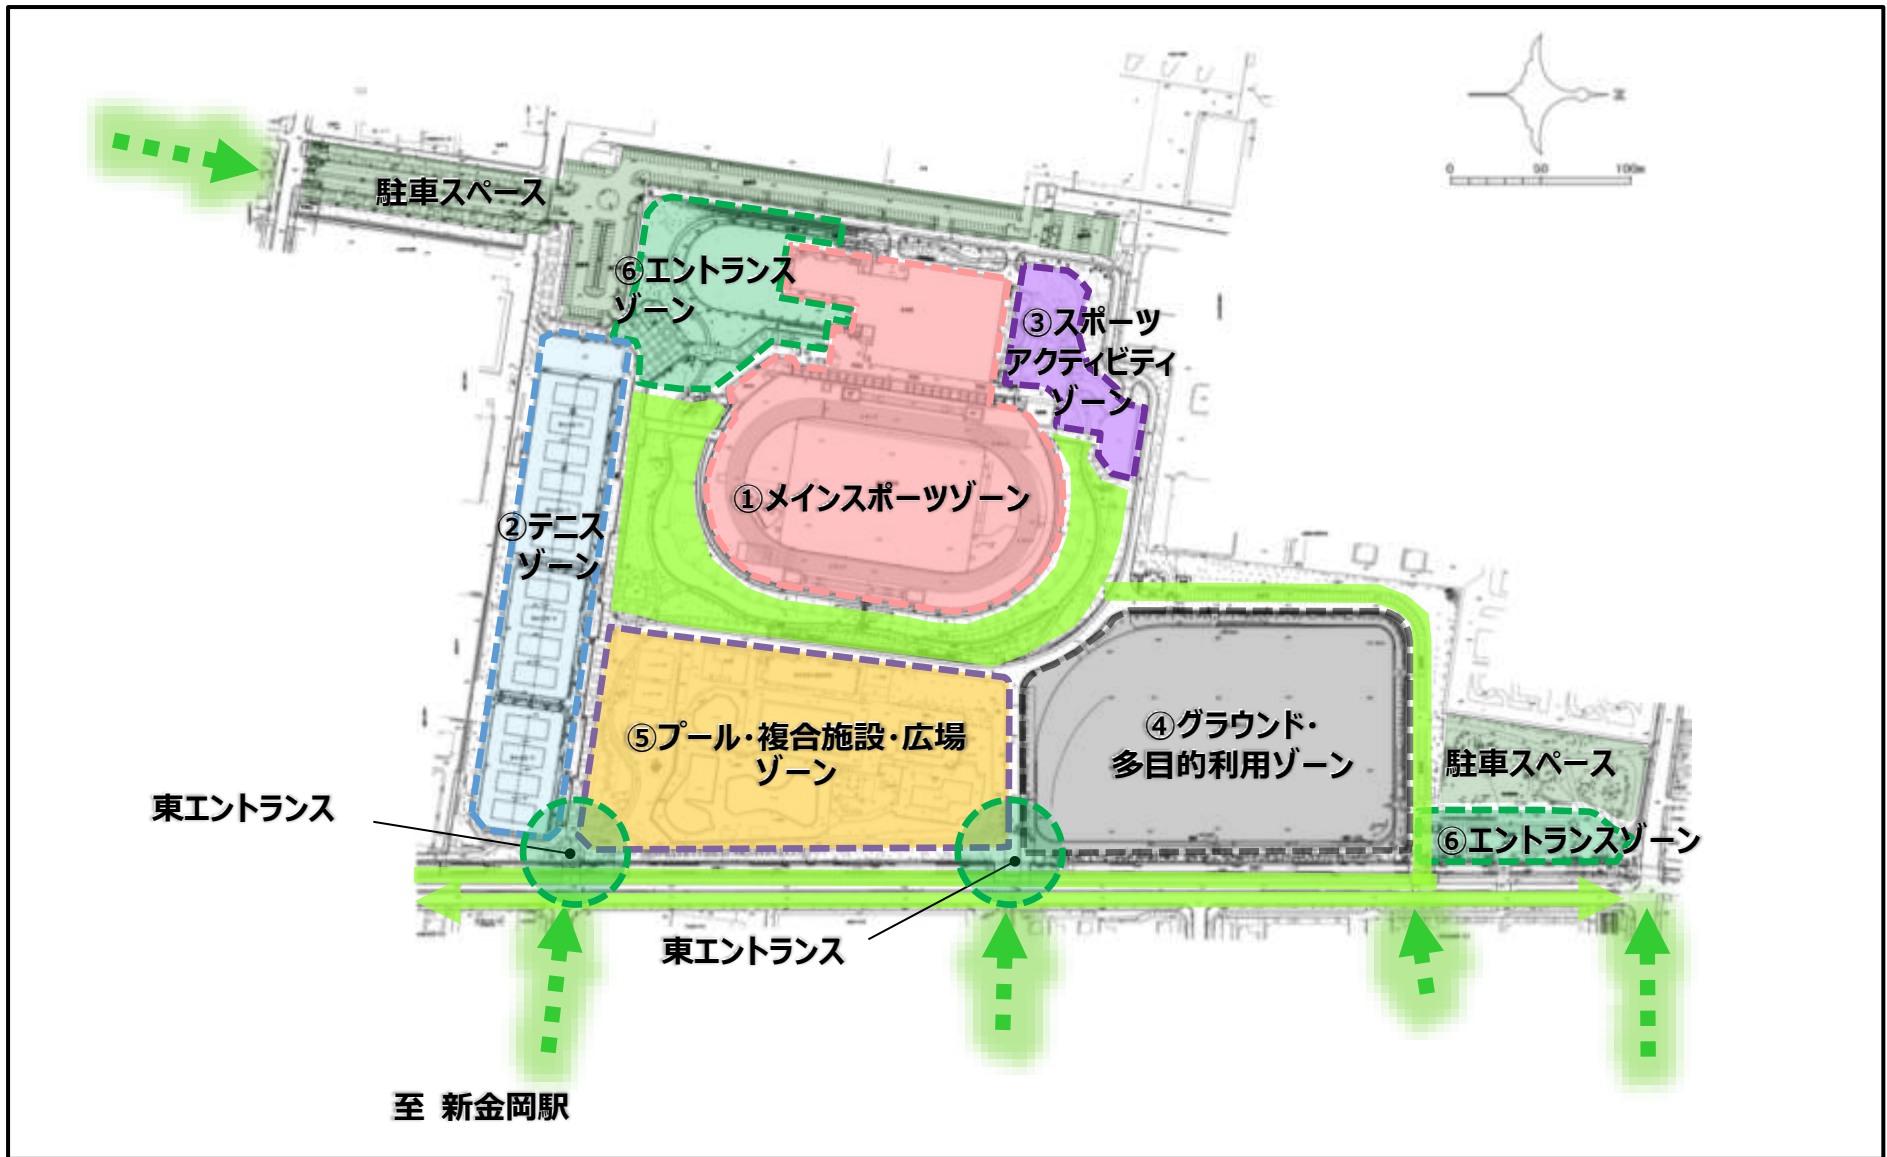 0 50 100m
駐車スペース
⑥エントランス
ゾーン
③スポーツ
アクティビティ
ゾーン
①メインスポーツゾーン
②テニス
ゾーン
⑤プール・複合施設・広場
ゾーン
④グラウンド・
多目的利用ゾーン
駐車スペース
⑥エントランスゾーン
東エントランス
東エントランス
至 新金岡駅